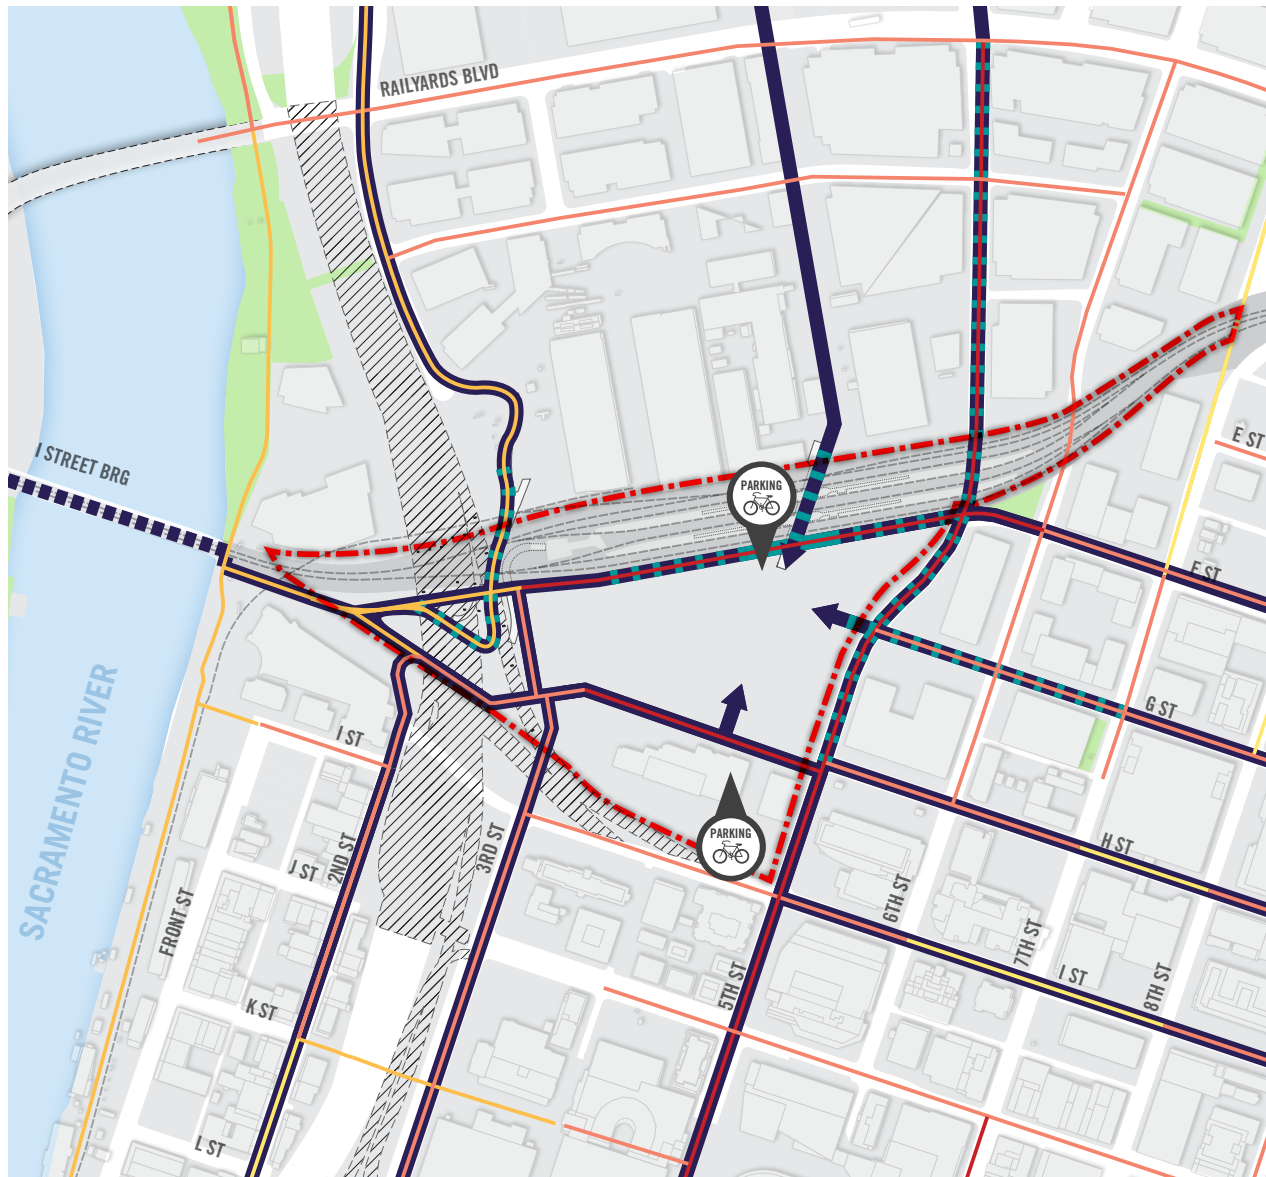 RAILYARDS BLVD
I STREET BRG
E ST
PARKING
F ST
SACRAMENTO RIVER
G ST
I ST
PARKING
H ST
J ST
2ND ST
3RD ST
6TH ST
FRONT ST
7TH ST
5TH ST
I ST
8TH ST
K ST
L ST